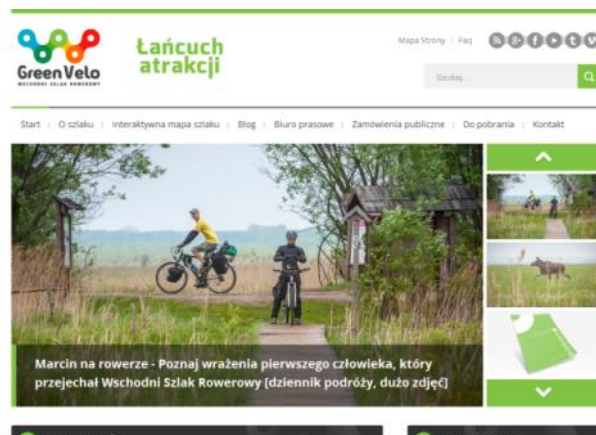 Green Velo
WSCHODNI SZLAK ROWEROWY
Łańcuch
atrakcji
Mapa Strony | Faq
Szukaj...
Start | O szlaku | Interaktywna mapa szlaku | Blog | Biuro prasowe | Zamówienia publiczne | Do pobrania | Kontakt
Marcin na rowerze - Poznaj wrażenia pierwszego człowieka, który
przejechał Wschodni Szlak Rowerowy [dziennik podróży, dużo zdjęć]